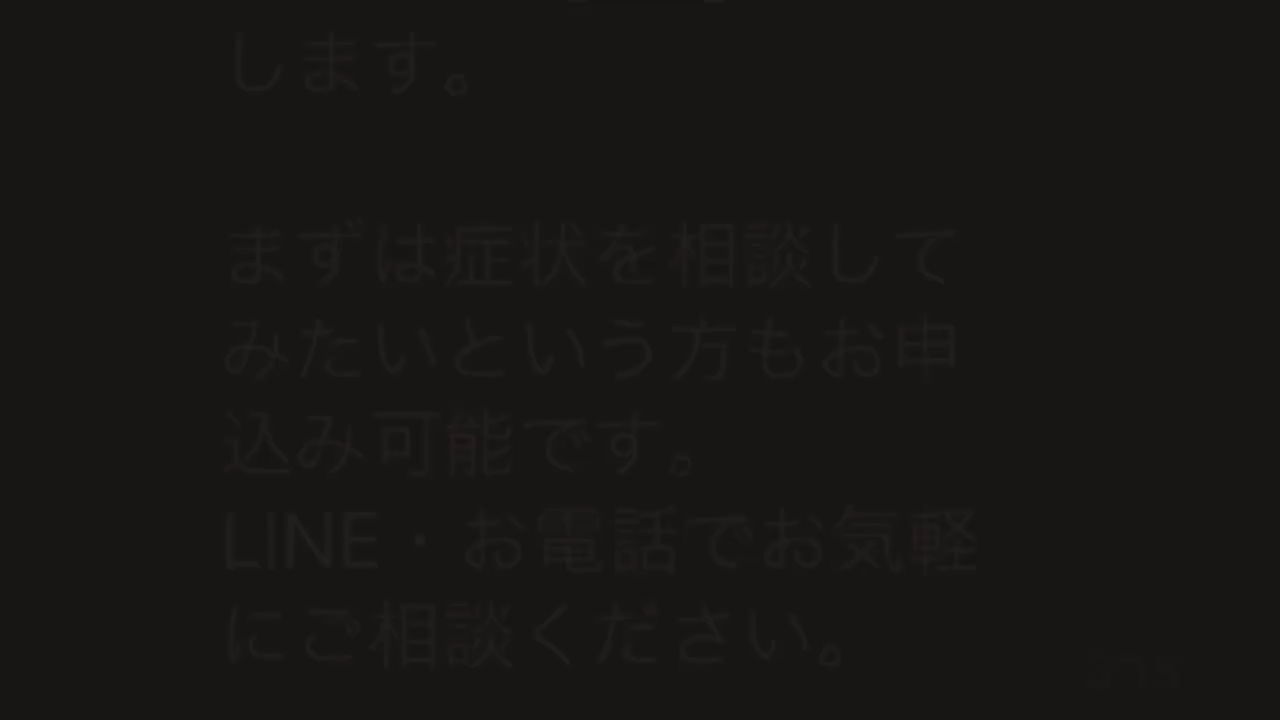 します。
まずは症状を相談して
みたいという方もお申
込み可能です。
LINE・お電話でお気軽
にご相談ください。